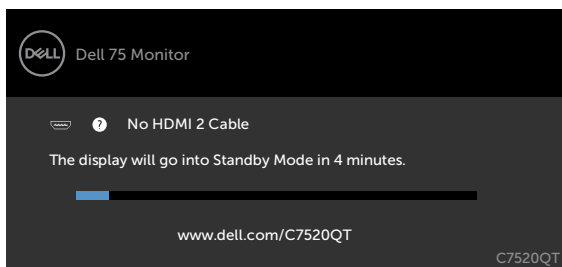 DELL
Dell 75 Monitor
? No HDMI 2 Cable
The display will go into Standby Mode in 4 minutes.
www.dell.com/C7520QT
C7520QT